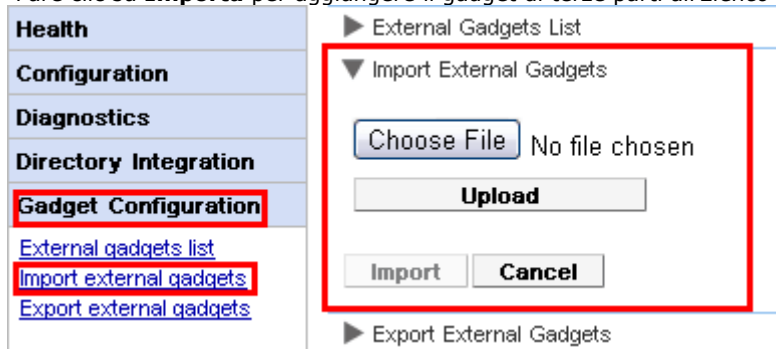 Fare clic su Importa per aggiungere il gadget di terze parti all'elenco
Health
Configuration
Diagnostics
Directory Integration
Gadget Configuration
External gadgets list
Import external gadgets
Export external gadgets
External Gadgets List
Import External Gadgets
Choose File No file chosen
Upload
Import Cancel
Export External Gadgets